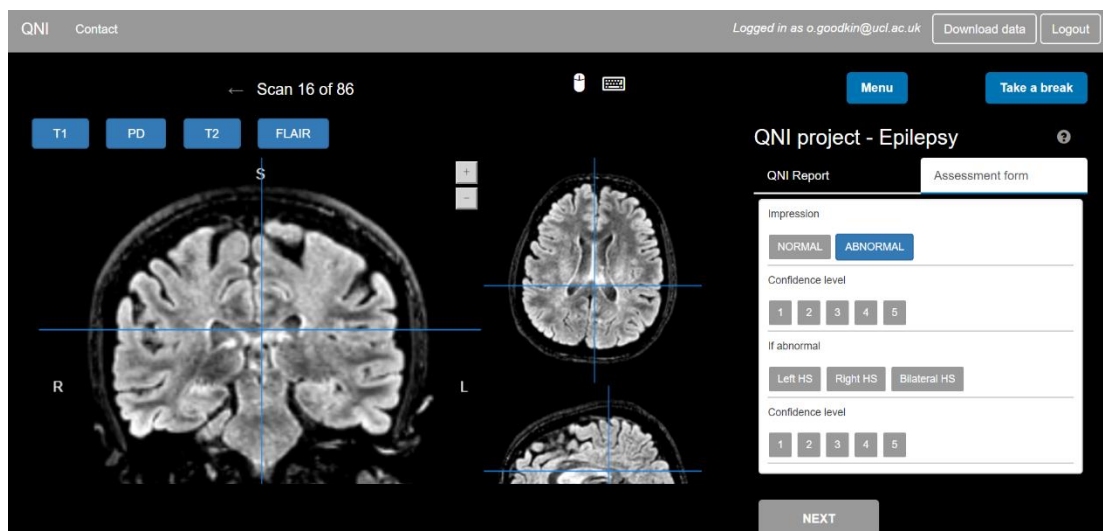 QNI Contact Logged in as o.goodkin@ucl.ac.uk Download data Logout
← Scan 16 of 86 Menu Take a break
T1 PD T2 FLAIR
QNI project - Epilepsy ?
QNI Report Assessment form
S
+
−
R
L
Impression
NORMAL ABNORMAL
Confidence level
1 2 3 4 5
If abnormal
Left HS Right HS Bilateral HS
Confidence level
1 2 3 4 5
NEXT